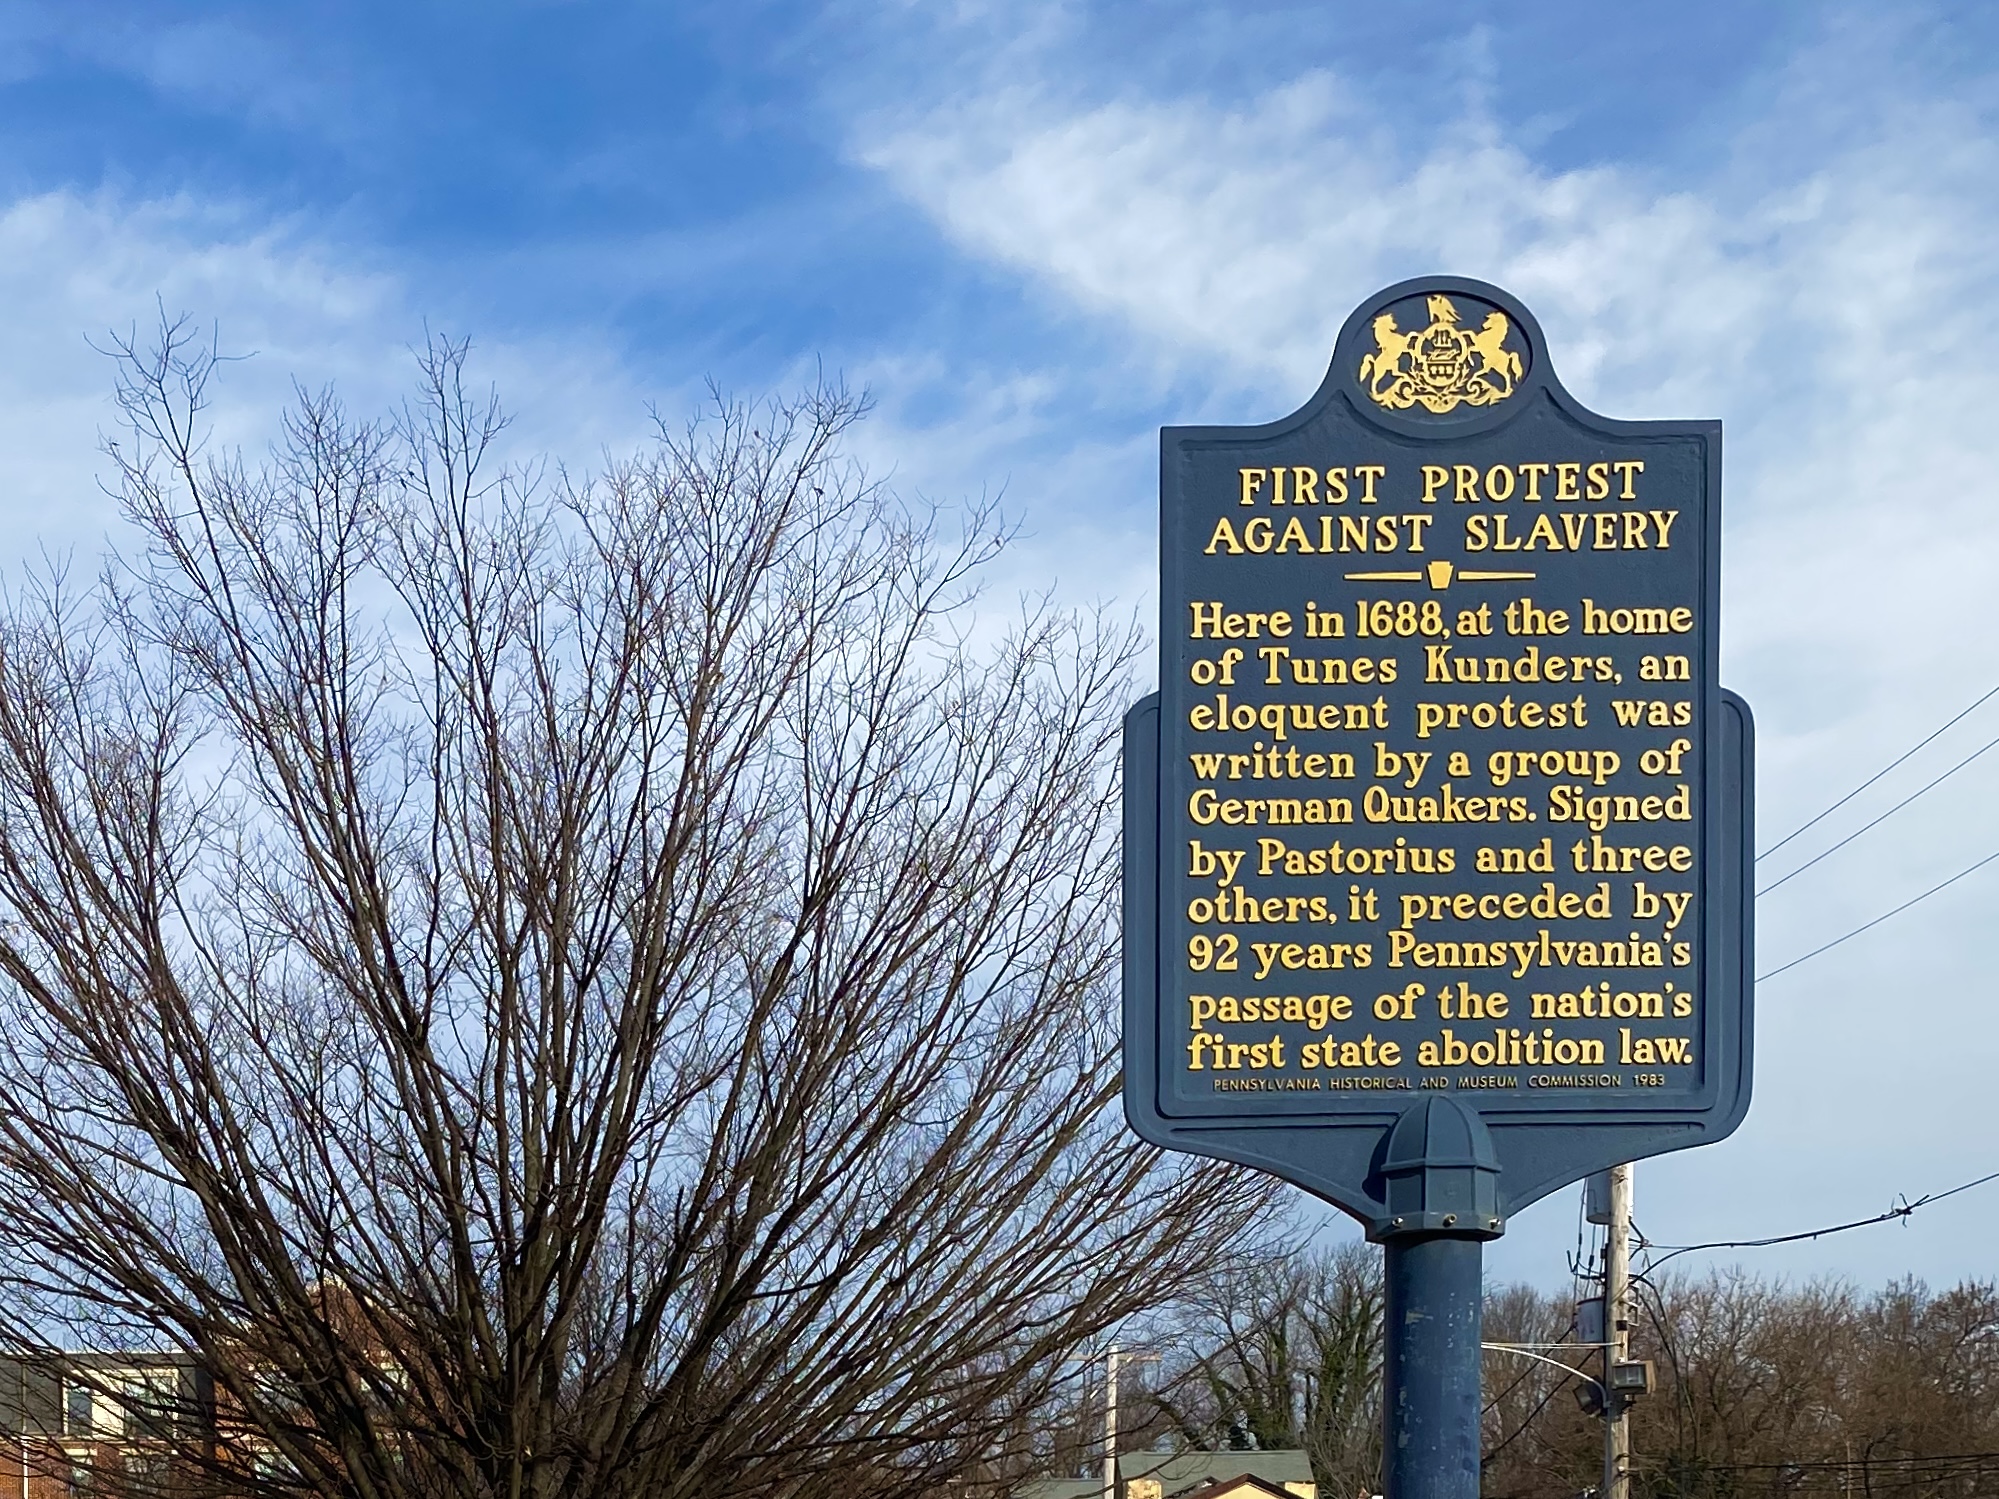 FIRST PROTEST
AGAINST SLAVERY
Here in 1688, at the home
of Tunes Kunders, an
eloquent protest was
written by a group of
German Quakers. Signed
by Pastorius and three
others, it preceded by
92 years Pennsylvania's
passage of the nation's
first state abolition law.
PENNSYLVANIA HISTORICAL AND MUSEUM COMMISSION 1983